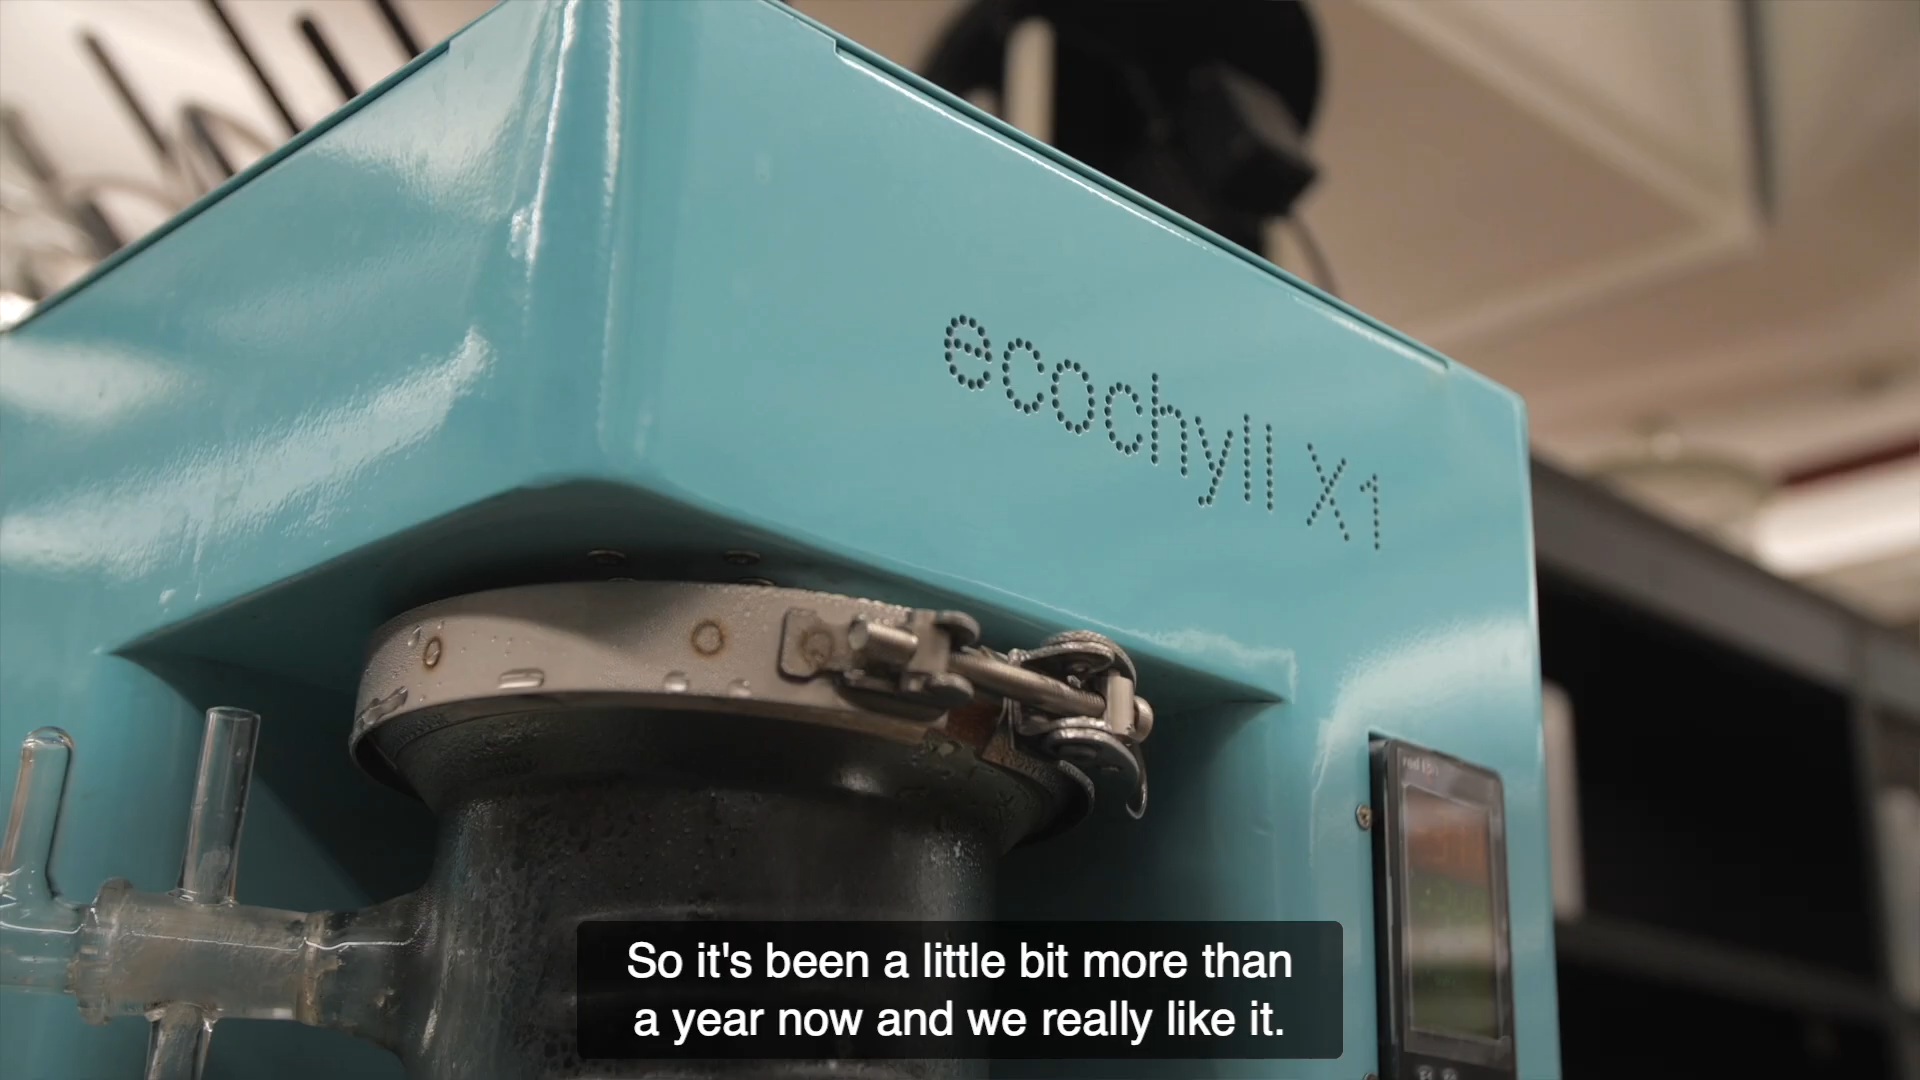 ecochyll X1
So it's been a little bit more than
a year now and we really like it.